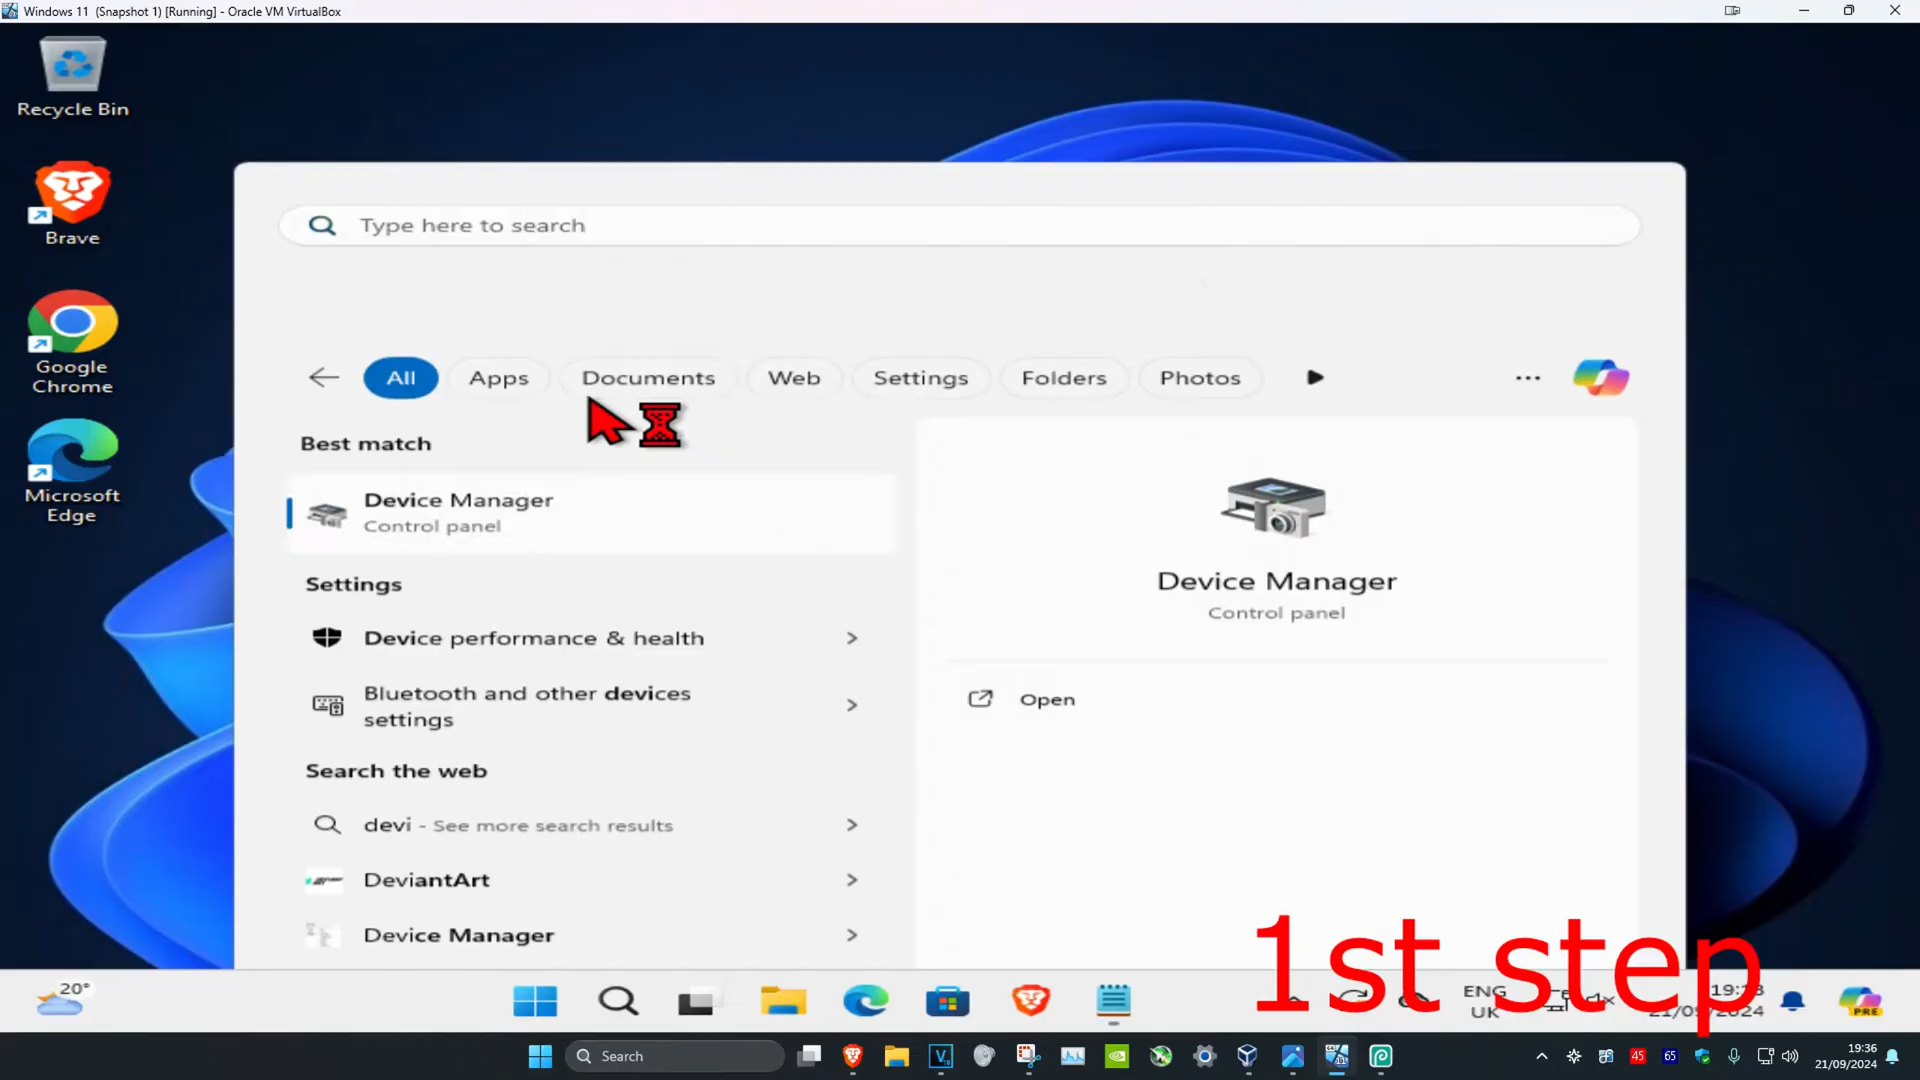 Windows 11 (Snapshot 1) [Running] - Oracle VM VirtualBox
Recycle Bin
Brave
Google
Chrome
Microsoft
Edge
Type here to search
All
Apps
Documents
Web
Settings
Folders
Photos
Best match
Device Manager
Control panel
Settings
Device performance & health
Bluetooth and other devices
settings
Search the web
devi - See more search results
DeviantArt
Device Manager
Device Manager
Control panel
Open
1st step
20°
ENG
UK
PRE
Search
45
65
19:36
21/09/2024